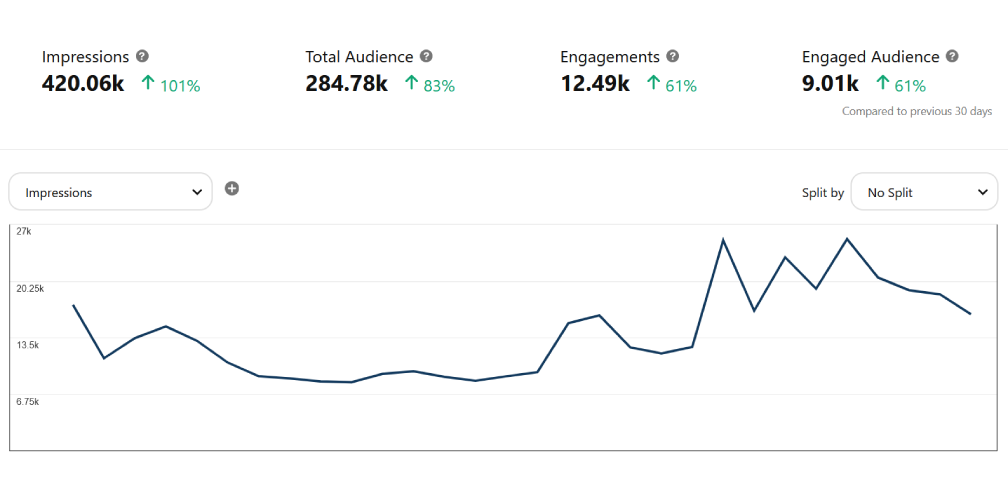 Impressions Total Audience Engagements Engaged Audience
420.06k 101% 284.78k 83% 12.49k 61% 9.01k 61%
Compared to previous 30 days
Impressions Split by No Split
27k
20.25k
13.5k
6.75k